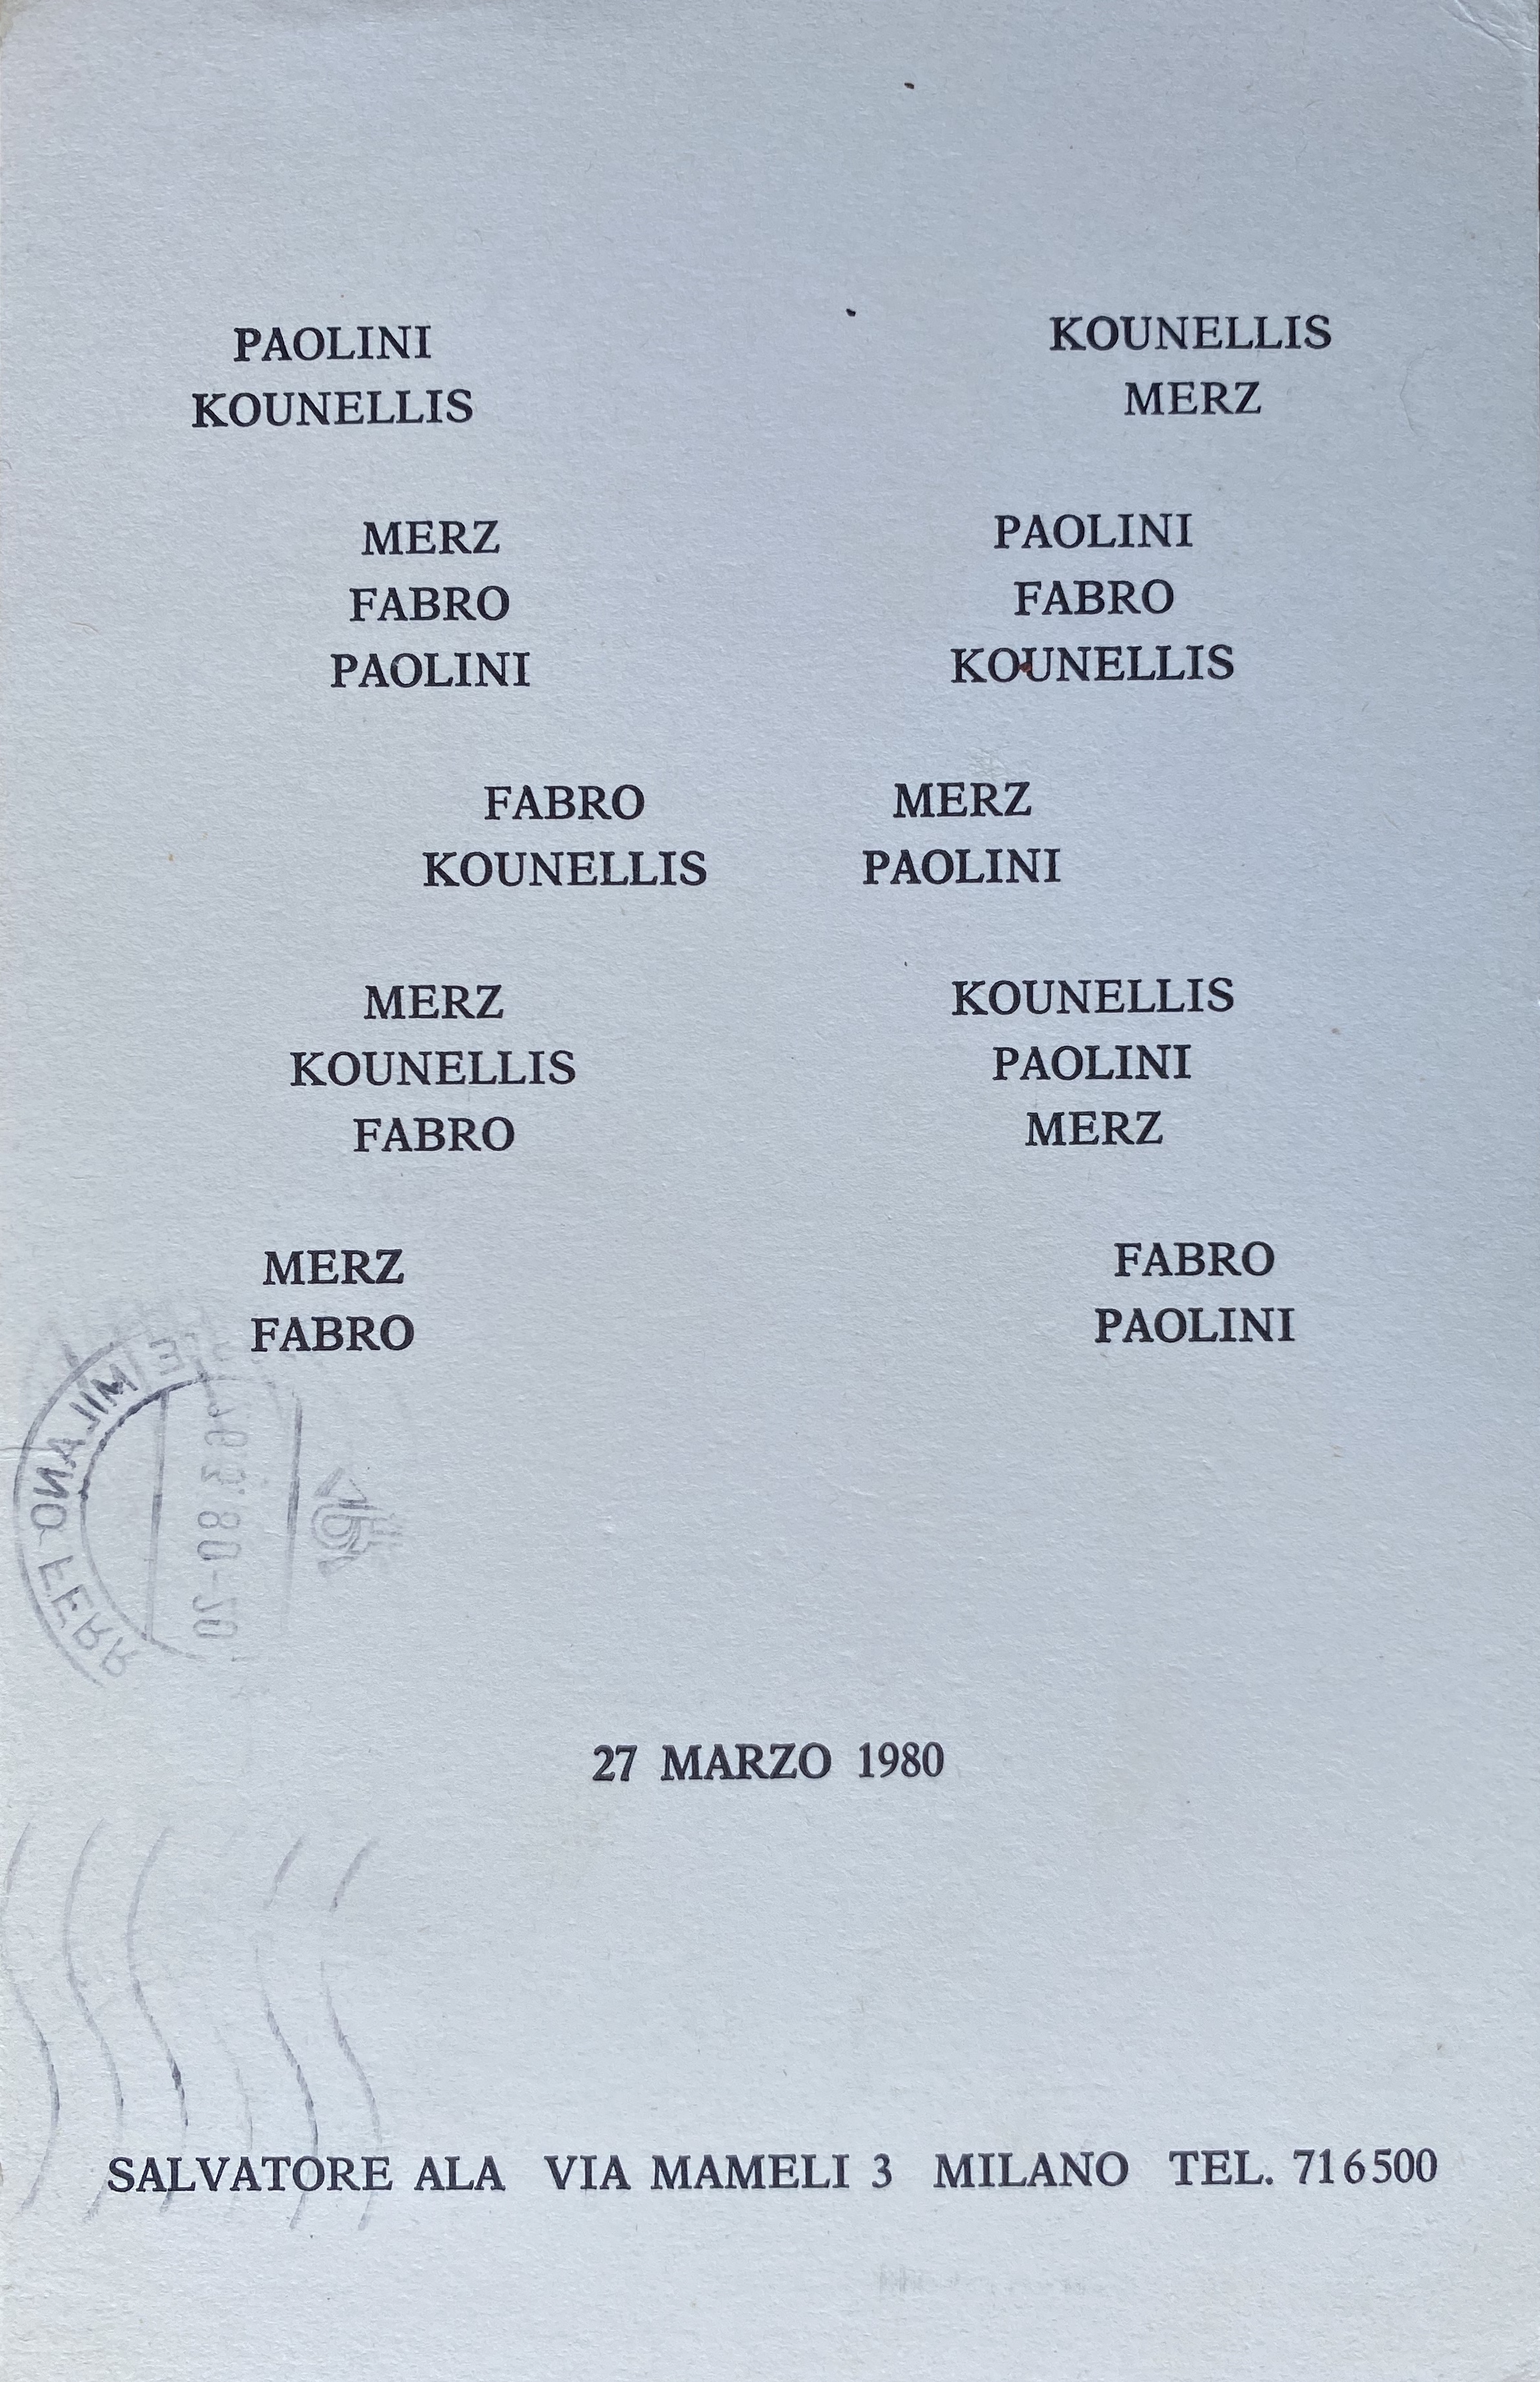 PAOLINI KOUNELLIS
KOUNELLIS MERZ
MERZ PAOLINI
FABRO FABRO
PAOLINI KOUNELLIS
FABRO MERZ
KOUNELLIS PAOLINI
MERZ KOUNELLIS
KOUNELLIS PAOLINI
FABRO MERZ
MERZ FABRO
FABRO PAOLINI
MILANO FERR
27 MARZO 1980
SALVATORE ALA VIA MAMELI 3 MILANO TEL. 716500